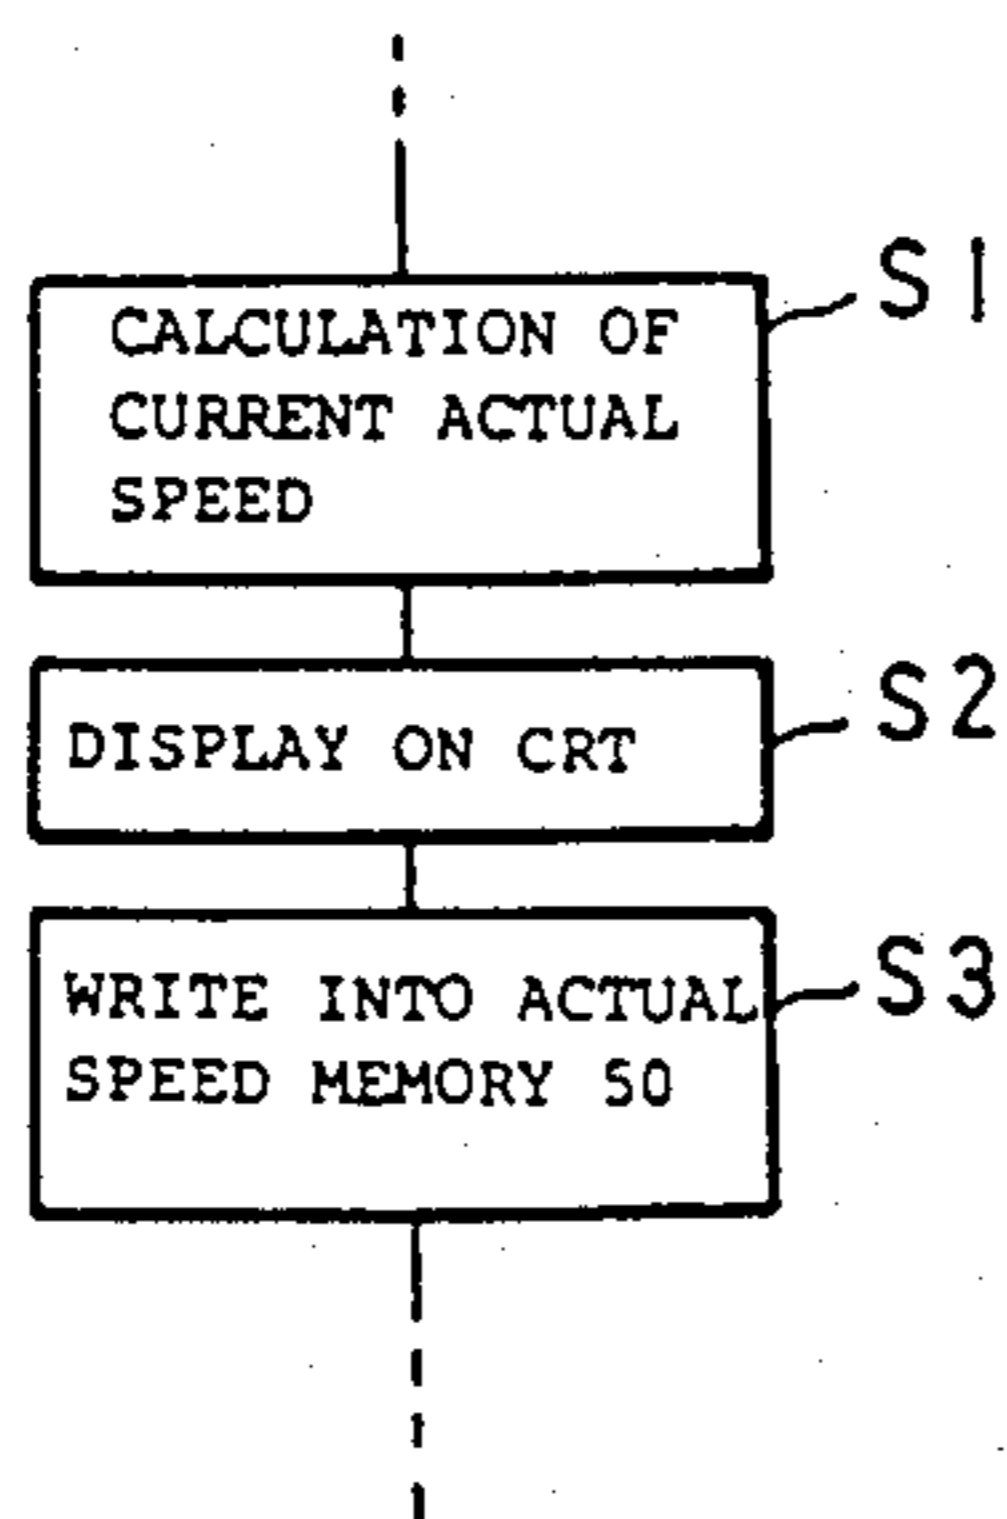 S1
CALCULATION OF
CURRENT ACTUAL
SPEED
S2
DISPLAY ON CRT
S3
WRITE INTO ACTUAL
SPEED MEMORY 50